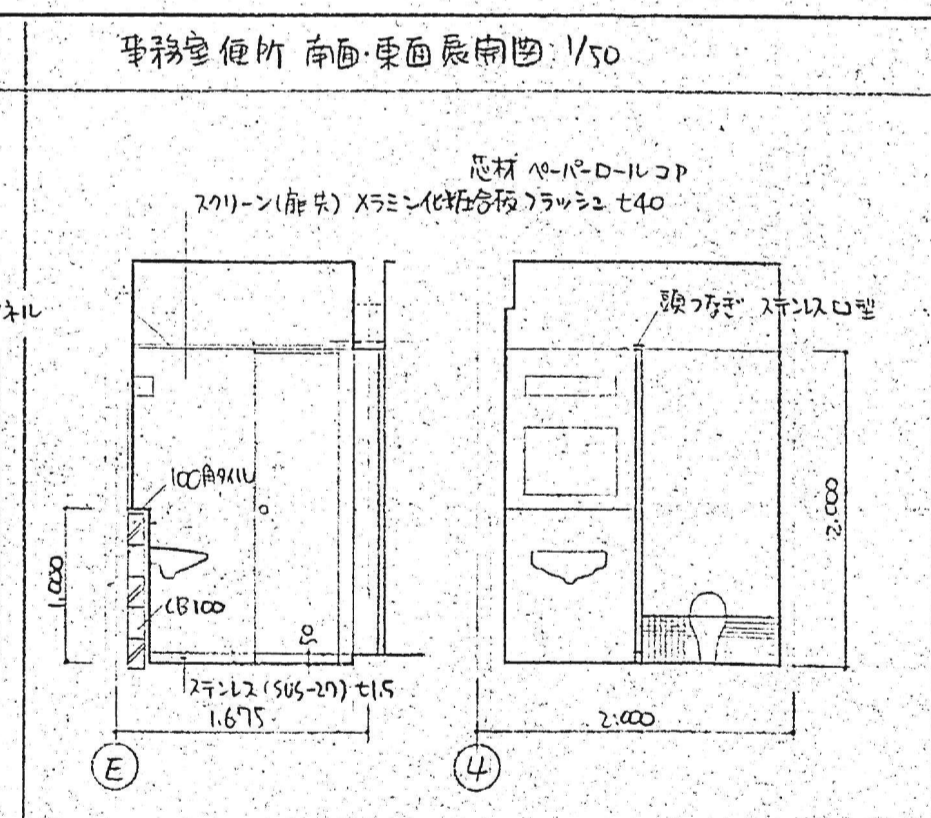 事務室便所 南面・東面展開図 1/50
芯材 ペーパーロールコア
スクリーン(扉共) メラミン化粧合板フラッシュ t40
ネル
頭つなぎ ステンレスロ型
100角タイル
1.000
CB100
2.000
ステンレス(SUS-27) t1.5
1.675
2.000
E
4